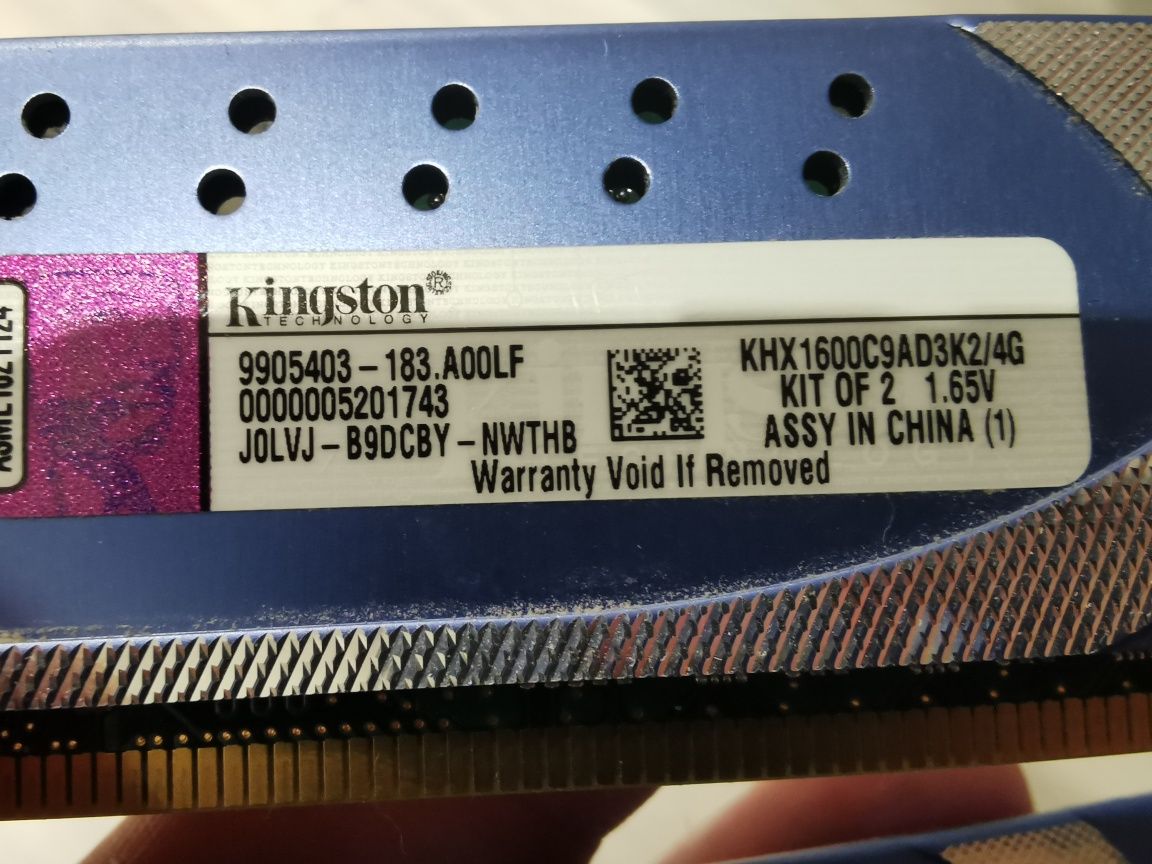 Kingston®
TECHNOLOGY
9905403-183.A00LF
0000005201743
J0LVJ-B9DCBY-NWTHB
KHX1600C9AD3K2/4G
KIT OF 2 1.65V
ASSY IN CHINA (1)
Warranty Void If Removed